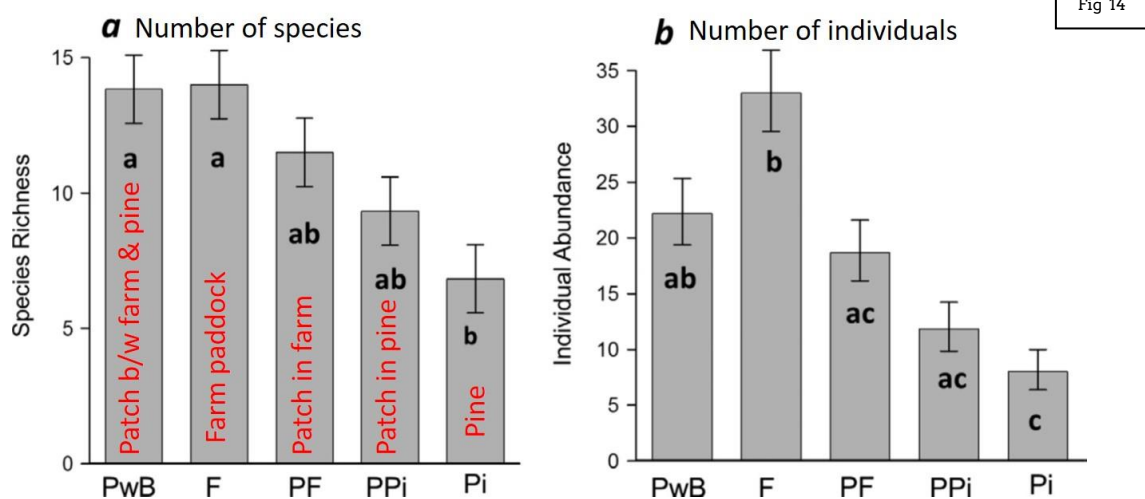 Fig 14
a Number of species
15
10
5
0
Species Richness
a
a
ab
ab
b
Patch b/w farm & pine
Farm paddock
Patch in farm
Patch in pine
Pine
PwB F PF PPi Pi
b Number of individuals
35
30
25
20
15
10
5
0
Individual Abundance
ab
b
ac
ac
c
PwB F PF PPi Pi